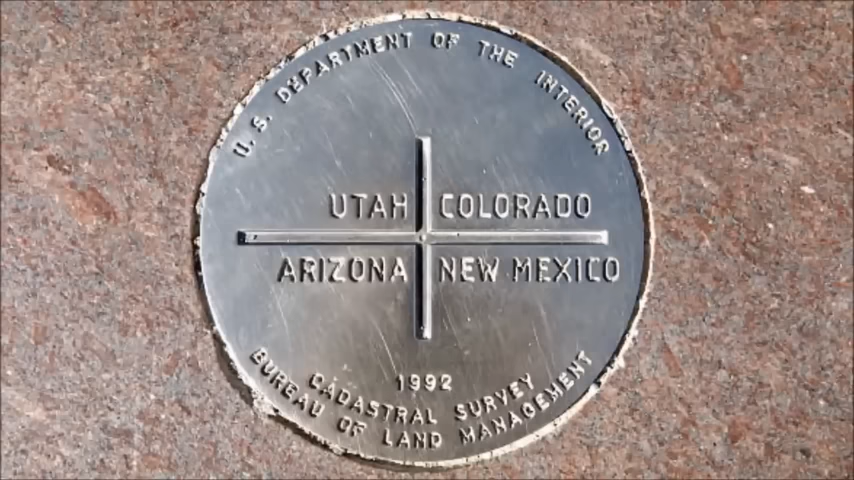 U. S. DEPARTMENT OF THE INTERIOR
UTAH COLORADO
ARIZONA NEW MEXICO
1992
CADASTRAL SURVEY
BUREAU OF LAND MANAGEMENT